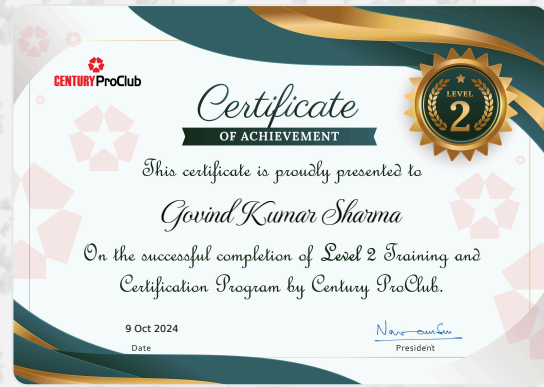 CENTURY ProClub
Certificate
OF ACHIEVEMENT
LEVEL
2
This certificate is proudly presented to
Govind Kumar Sharma
On the successful completion of Level 2 Training and
Certification Program by Century ProClub.
9 Oct 2024
Date
President